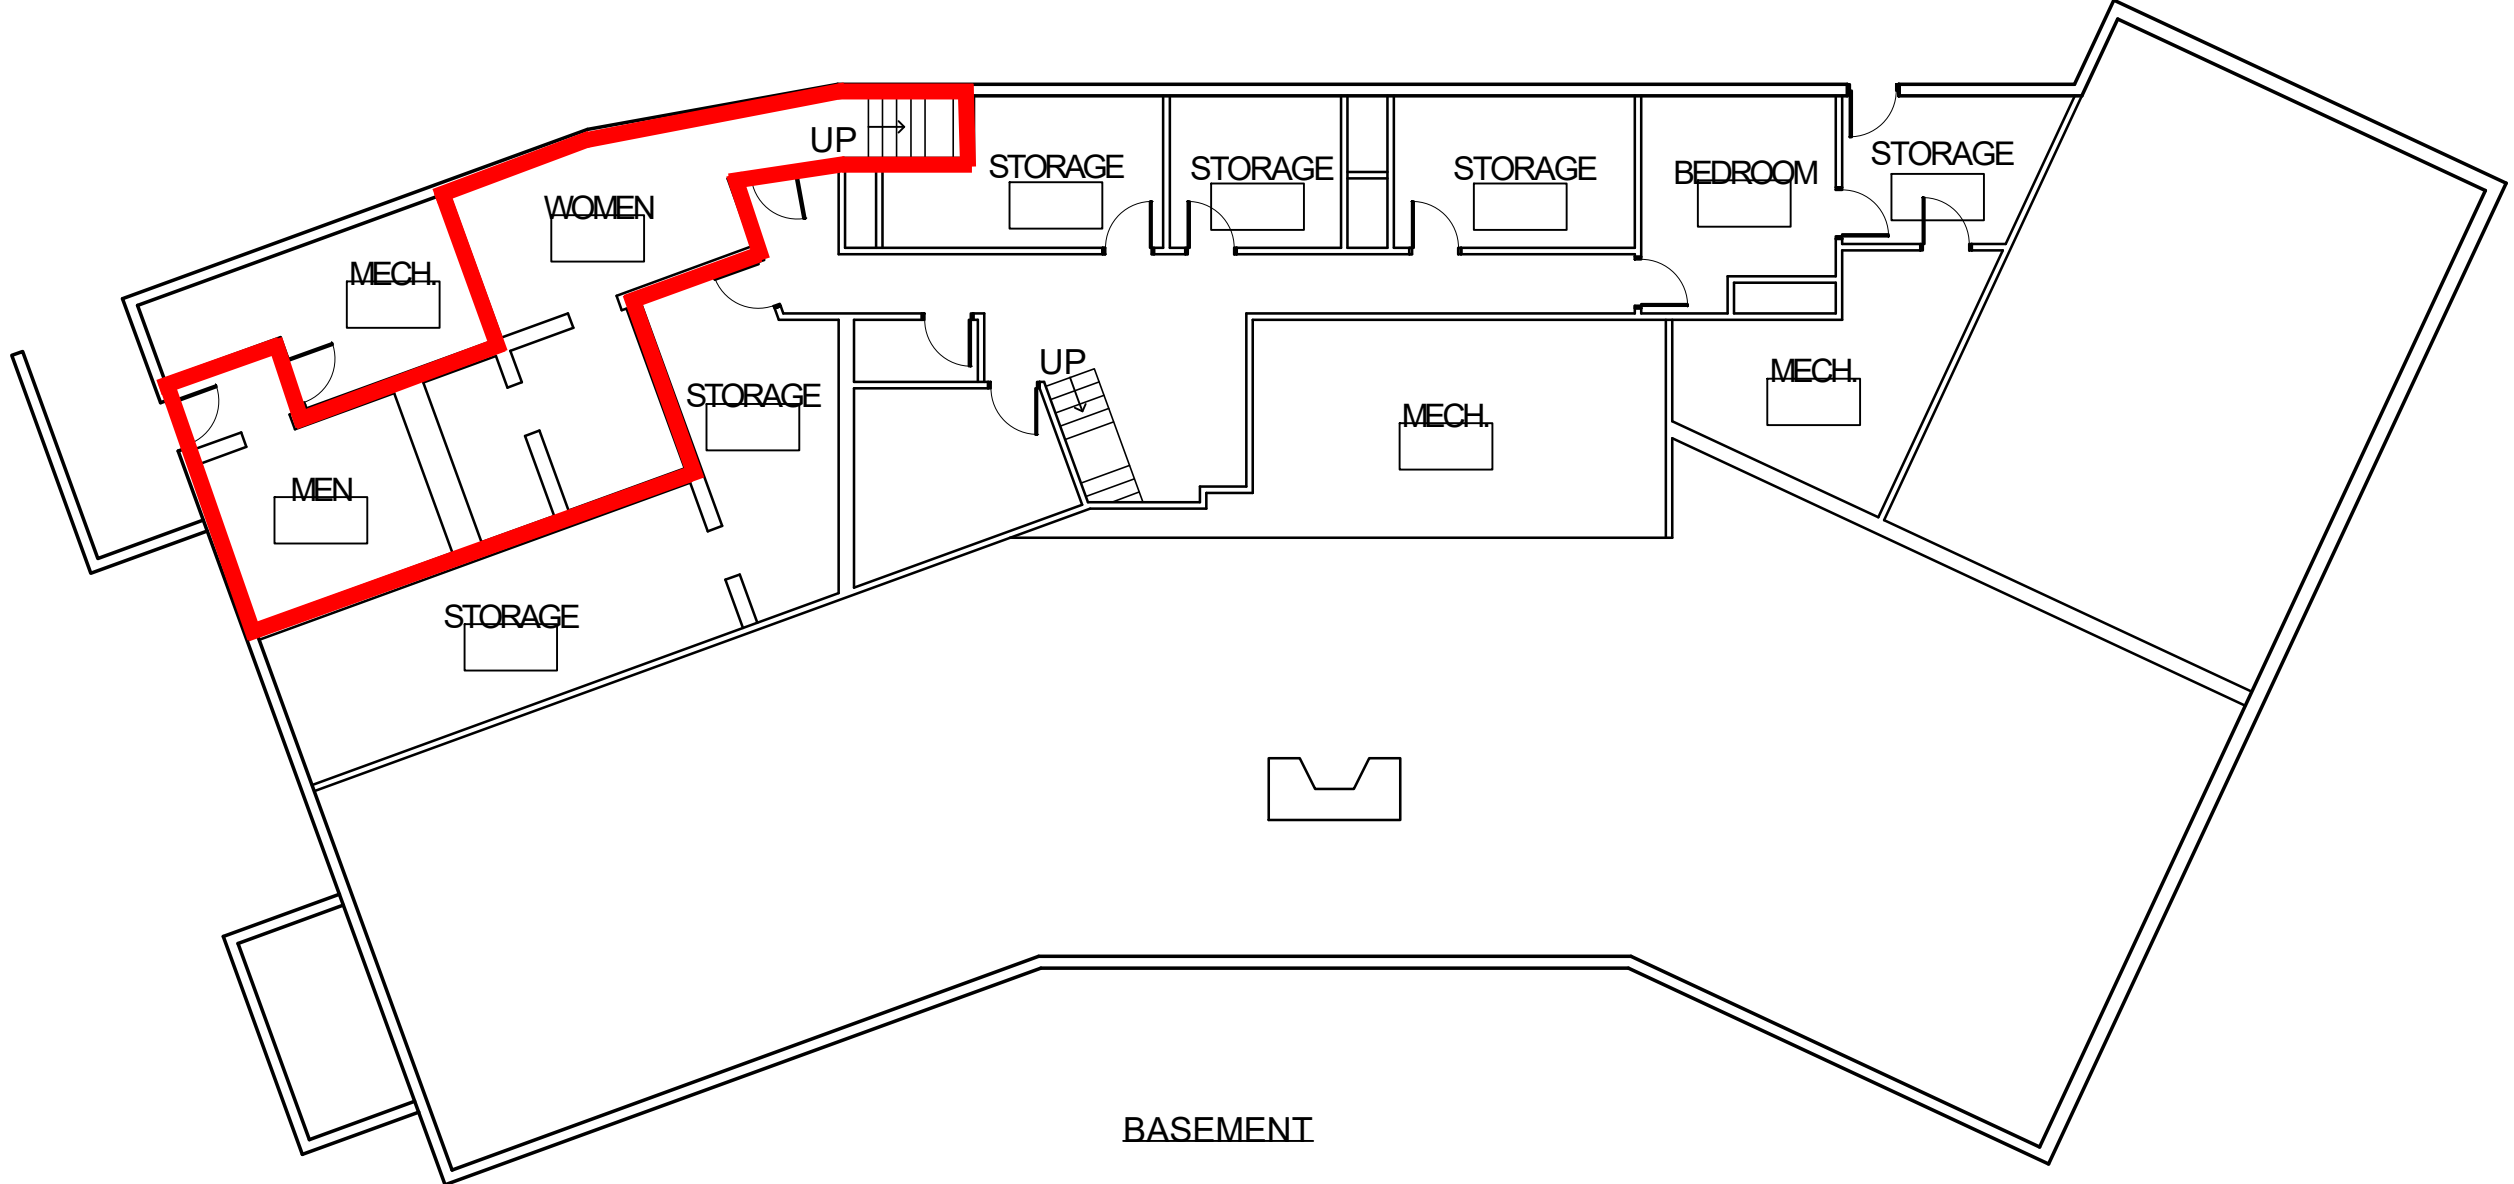 UP
STORAGE
STORAGE
STORAGE
BEDROOM
STORAGE
WOMEN
MECH.
UP
MECH.
STORAGE
MECH.
MEN
STORAGE
BASEMENT